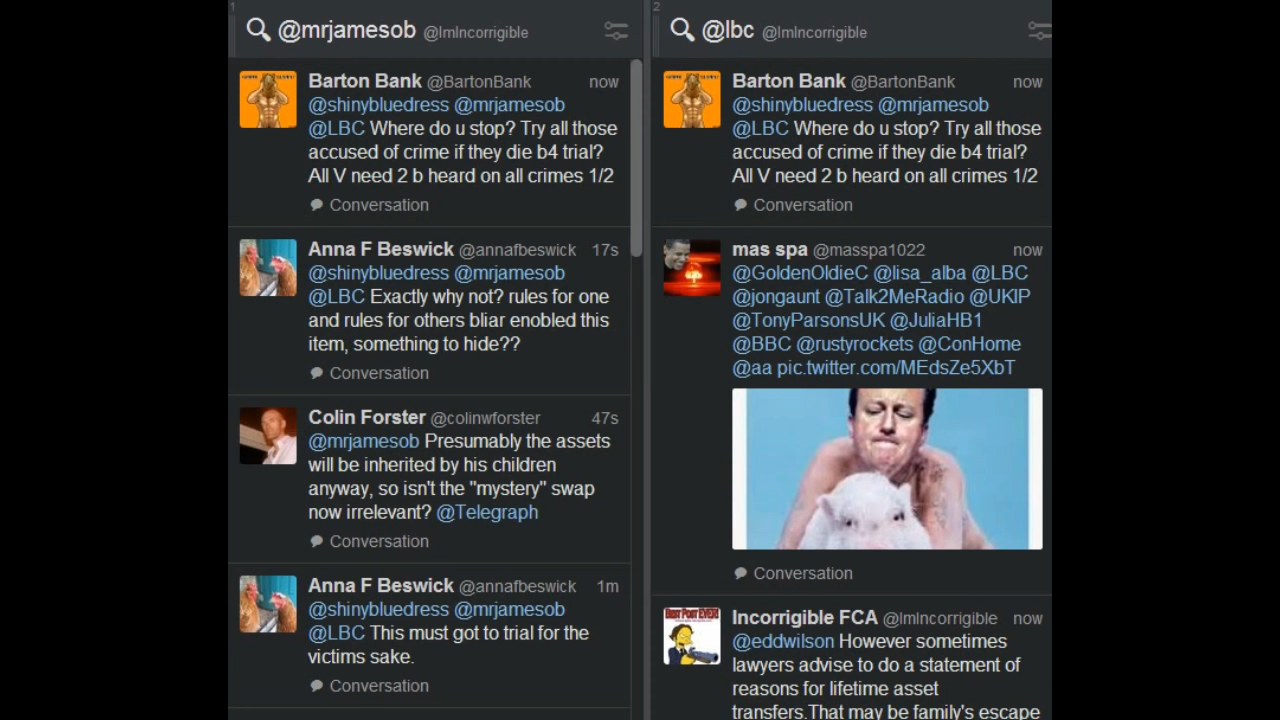 1
@mrjamesob @ImIncorrigible
Barton Bank @BartonBank now
@shinybluedress @mrjamesob
@LBC Where do u stop? Try all those
accused of crime if they die b4 trial?
All V need 2 b heard on all crimes 1/2
Conversation
Anna F Beswick @annafbeswick 17s
@shinybluedress @mrjamesob
@LBC Exactly why not? rules for one
and rules for others bliar enobled this
item, something to hide??
Conversation
Colin Forster @colinwforster 47s
@mrjamesob Presumably the assets
will be inherited by his children
anyway, so isn't the "mystery" swap
now irrelevant? @Telegraph
Conversation
Anna F Beswick @annafbeswick 1m
@shinybluedress @mrjamesob
@LBC This must got to trial for the
victims sake.
Conversation
2
@lbc @ImIncorrigible
Barton Bank @BartonBank now
@shinybluedress @mrjamesob
@LBC Where do u stop? Try all those
accused of crime if they die b4 trial?
All V need 2 b heard on all crimes 1/2
Conversation
mas spa @masspa1022 now
@GoldenOldieC @lisa_alba @LBC
@jongaunt @Talk2MeRadio @UKIP
@TonyParsonsUK @JuliaHB1
@BBC @rustyrockets @ConHome
@aa pic.twitter.com/MEdsZe5XbT
Conversation
BEST POST EVER!
Incorrigible FCA @ImIncorrigible now
@eddwilson However sometimes
lawyers advise to do a statement of
reasons for lifetime asset
transfers.That may be family's escape